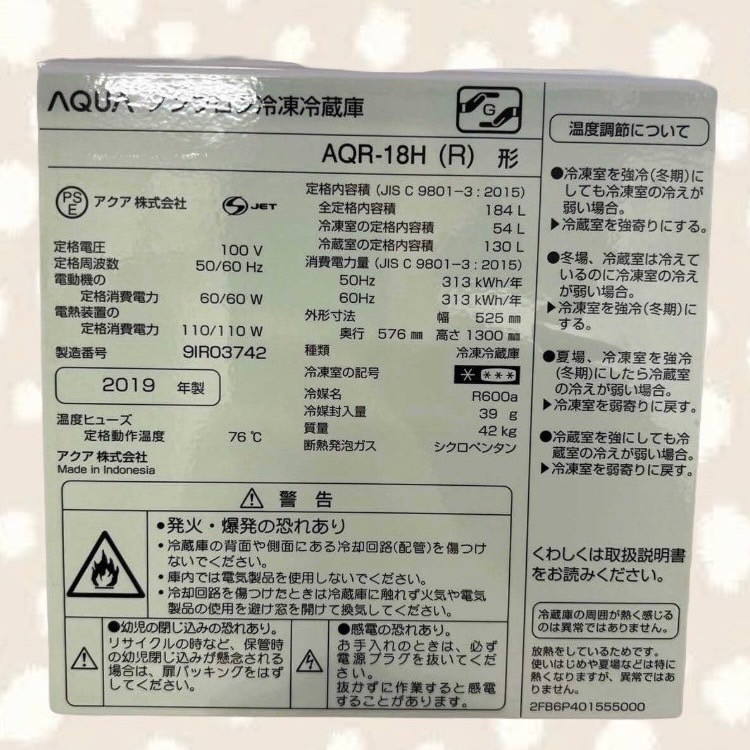 AQUA ノンフロン冷凍冷蔵庫
G
AQR-18H (R) 形
PSE アクア 株式会社
S JET
定格電圧 100 V
定格周波数 50/60 Hz
電動機の
定格消費電力 60/60 W
電熱装置の
定格消費電力 110/110 W
製造番号 9IR03742
2019 年製
温度ヒューズ
定格動作温度 76℃
アクア 株式会社
Made in Indonesia
定格内容積 (JIS C 9801-3 : 2015)
全定格内容積 184 L
冷凍室の定格内容積 54 L
冷蔵室の定格内容積 130 L
消費電力量 (JIS C 9801-3 : 2015)
50Hz 313 kWh/年
60Hz 313 kWh/年
外形寸法 幅 525 ㎜
奥行 576 ㎜ 高さ 1300 ㎜
種類 冷凍冷蔵庫
冷凍室の記号 * ***
冷媒名 R600a
冷媒封入量 39 g
質量 42 kg
断熱発泡ガス シクロペンタン
警告
●発火・爆発の恐れあり
・冷蔵庫の背面や側面にある冷却回路(配管)を傷つけ
ないでください。
・庫内では電気製品を使用しないでください。
・冷却回路を傷つけたときは冷蔵庫に触れず火気や電気
製品の使用を避け窓を開けて換気してください。
●幼児の閉じ込みの恐れあり。
リサイクルの時など、保管時
の幼児閉じ込みが懸念される
場合は、扉パッキングをはず
してください。
●感電の恐れあり。
お手入れのときは、必ず
電源プラグを抜いてくだ
さい。
抜かずに作業すると感電
することがあります。
温度調節について
●冷凍室を強冷(冬期)に
しても冷凍室の冷えが
弱い場合。
▶冷蔵室を強寄りにする。
●冬場、冷蔵室は冷えて
いるのに冷凍室の冷え
が弱い場合。
▶冷凍室を強冷(冬期)に
する。
●夏場、冷凍室を強冷
(冬期)にしたら冷蔵室
の冷えが弱い場合。
▶冷凍室を弱寄りに戻す。
●冷蔵室を強にしても冷
蔵室の冷えが弱い場合。
▶冷凍室を弱寄りに戻す。
くわしくは取扱説明書
をお読みください。
冷蔵庫の周囲が熱く感じる
のは異常ではありません。
放熱をしているためです。
使いはじめや夏場などは特に
熱くなりますが、異常ではあ
りません。
2FB6P401555000